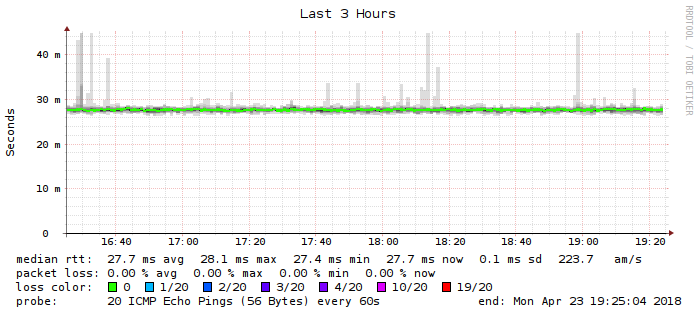 Last 3 Hours
RRDTOOL / TOBI OETIKER
Seconds
40 m
30 m
20 m
10 m
0
16:40 17:00 17:20 17:40 18:00 18:20 18:40 19:00 19:20
median rtt: 27.7 ms avg 28.1 ms max 27.4 ms min 27.7 ms now 0.1 ms sd 223.7 am/s
packet loss: 0.00 % avg 0.00 % max 0.00 % min 0.00 % now
loss color: 0 1/20 2/20 3/20 4/20 10/20 19/20
probe: 20 ICMP Echo Pings (56 Bytes) every 60s end: Mon Apr 23 19:25:04 2018